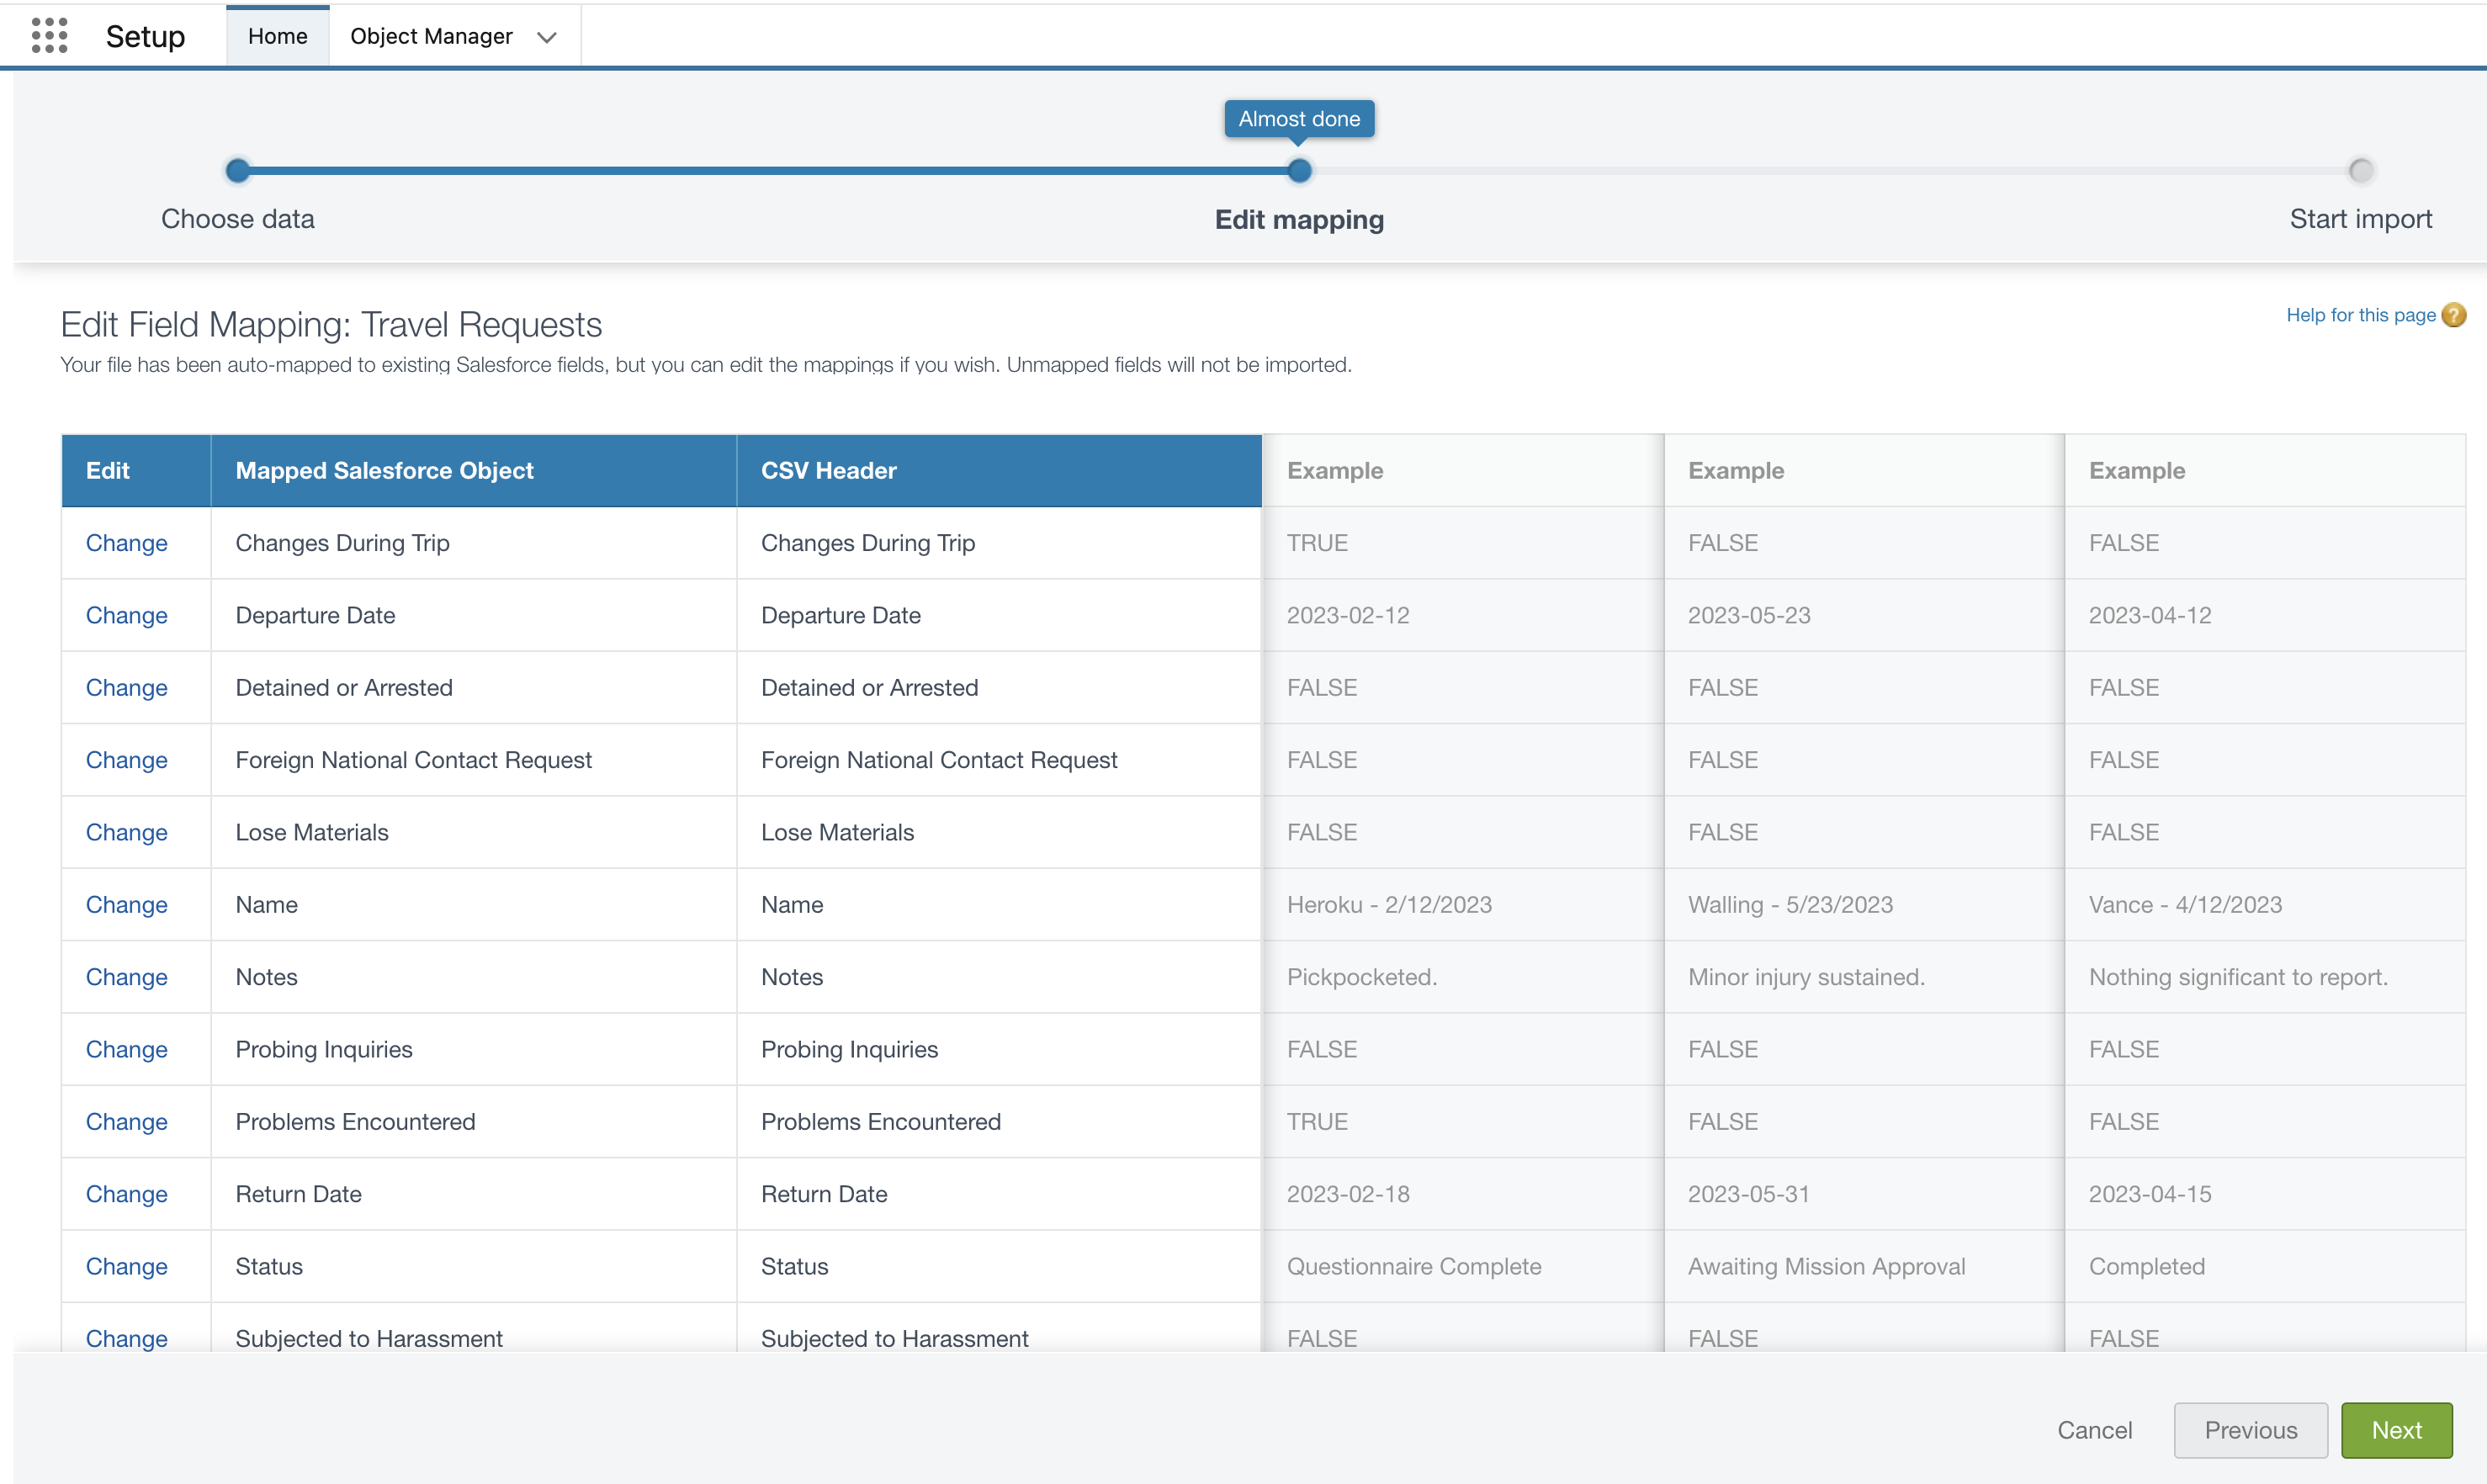 Setup Home Object Manager
Almost done
Choose data Edit mapping Start import
Edit Field Mapping: Travel Requests
Help for this page ?
Your file has been auto-mapped to existing Salesforce fields, but you can edit the mappings if you wish. Unmapped fields will not be imported.
Edit Mapped Salesforce Object CSV Header Example Example Example
Change Changes During Trip Changes During Trip TRUE FALSE FALSE
Change Departure Date Departure Date 2023-02-12 2023-05-23 2023-04-12
Change Detained or Arrested Detained or Arrested FALSE FALSE FALSE
Change Foreign National Contact Request Foreign National Contact Request FALSE FALSE FALSE
Change Lose Materials Lose Materials FALSE FALSE FALSE
Change Name Name Heroku - 2/12/2023 Walling - 5/23/2023 Vance - 4/12/2023
Change Notes Notes Pickpocketed. Minor injury sustained. Nothing significant to report.
Change Probing Inquiries Probing Inquiries FALSE FALSE FALSE
Change Problems Encountered Problems Encountered TRUE FALSE FALSE
Change Return Date Return Date 2023-02-18 2023-05-31 2023-04-15
Change Status Status Questionnaire Complete Awaiting Mission Approval Completed
Change Subjected to Harassment Subjected to Harassment FALSE FALSE FALSE
Cancel Previous Next